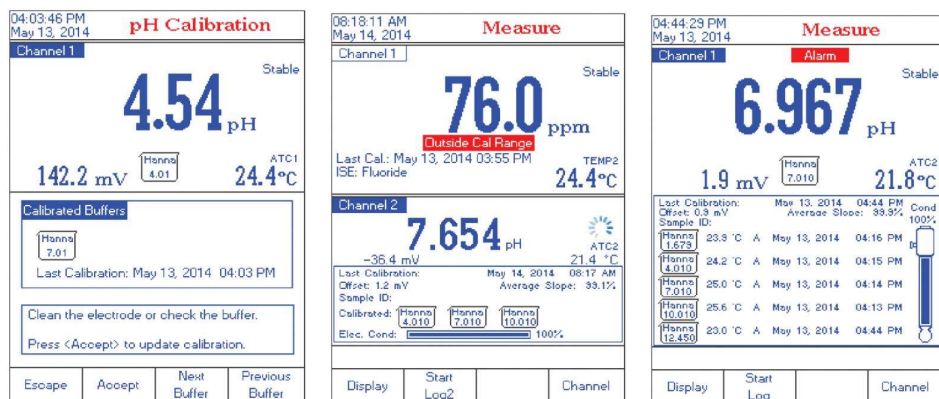 04:03:46 PM
May 13, 2014
pH Calibration
Channel 1
Stable
4.54 pH
142.2 mV
Hanna
4.01
ATC1
24.4°C
Calibrated Buffers
Hanna
7.01
Last Calibration: May 13, 2014 04:03 PM
Clean the electrode or check the buffer.
Press <Accept> to update calibration.
Escape
Accept
Next
Buffer
Previous
Buffer
08:18:11 AM
May 14, 2014
Measure
Channel 1
Stable
76.0 ppm
Outside Cal Range
Last Cal.: May 13, 2014 03:55 PM
ISE: Fluoride
TEMP2
24.4°C
Channel 2
7.654 pH
-36.4 mV
ATC2
21.4 °C
Last Calibration: May 14, 2014 08:17 AM
Offset: 1.2 mV Average Slope: 99.1%
Sample ID:
Calibrated:
Hanna
4.010
Hanna
7.010
Hanna
10.010
Elec. Cond: 100%
Display
Start
Log2
Channel
04:44:29 PM
May 13, 2014
Measure
Channel 1
Alarm
Stable
6.967 pH
1.9 mV
Hanna
7.010
ATC2
21.8°C
Last Calibration: May 13, 2014 04:44 PM
Offset: 0.9 mV Average Slope: 99.9%
Sample ID:
Cond
100%
Hanna
1.679
23.9 °C A May 13, 2014 04:16 PM
Hanna
4.010
24.2 °C A May 13, 2014 04:15 PM
Hanna
7.010
25.0 °C A May 13, 2014 04:14 PM
Hanna
10.010
25.6 °C A May 13, 2014 04:13 PM
Hanna
12.450
23.0 °C A May 13, 2014 04:44 PM
Display
Start
Log
Channel